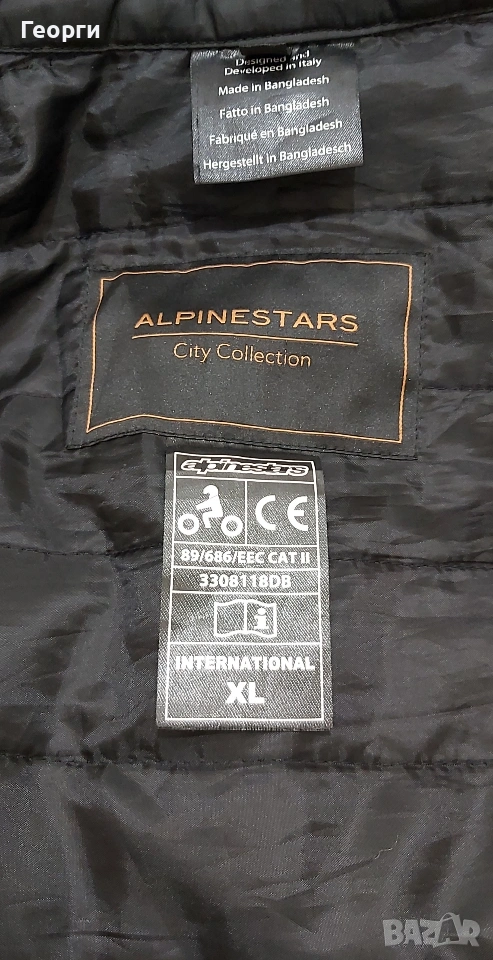 Георги
Designed and
Developed in Italy
Made in Bangladesh
Fatto in Bangladesh
Fabriqué en Bangladesh
Hergestellt in Bangladesch
ALPINESTARS
City Collection
alpinestars
CE
89/686/EEC CAT II
3308118DB
i
INTERNATIONAL
XL
BAZAR